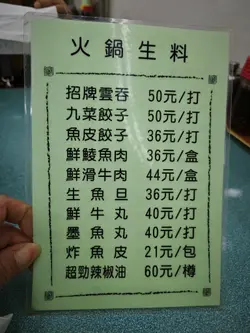 火鍋生料
招牌雲吞 50元/打
九菜餃子 50元/打
魚皮餃子 36元/打
鮮鯪魚肉 36元/盒
鮮滑牛肉 44元/盒
生魚旦 36元/打
鮮牛丸 40元/打
墨魚丸 40元/打
炸魚皮 21元/包
超勁辣椒油 60元/樽